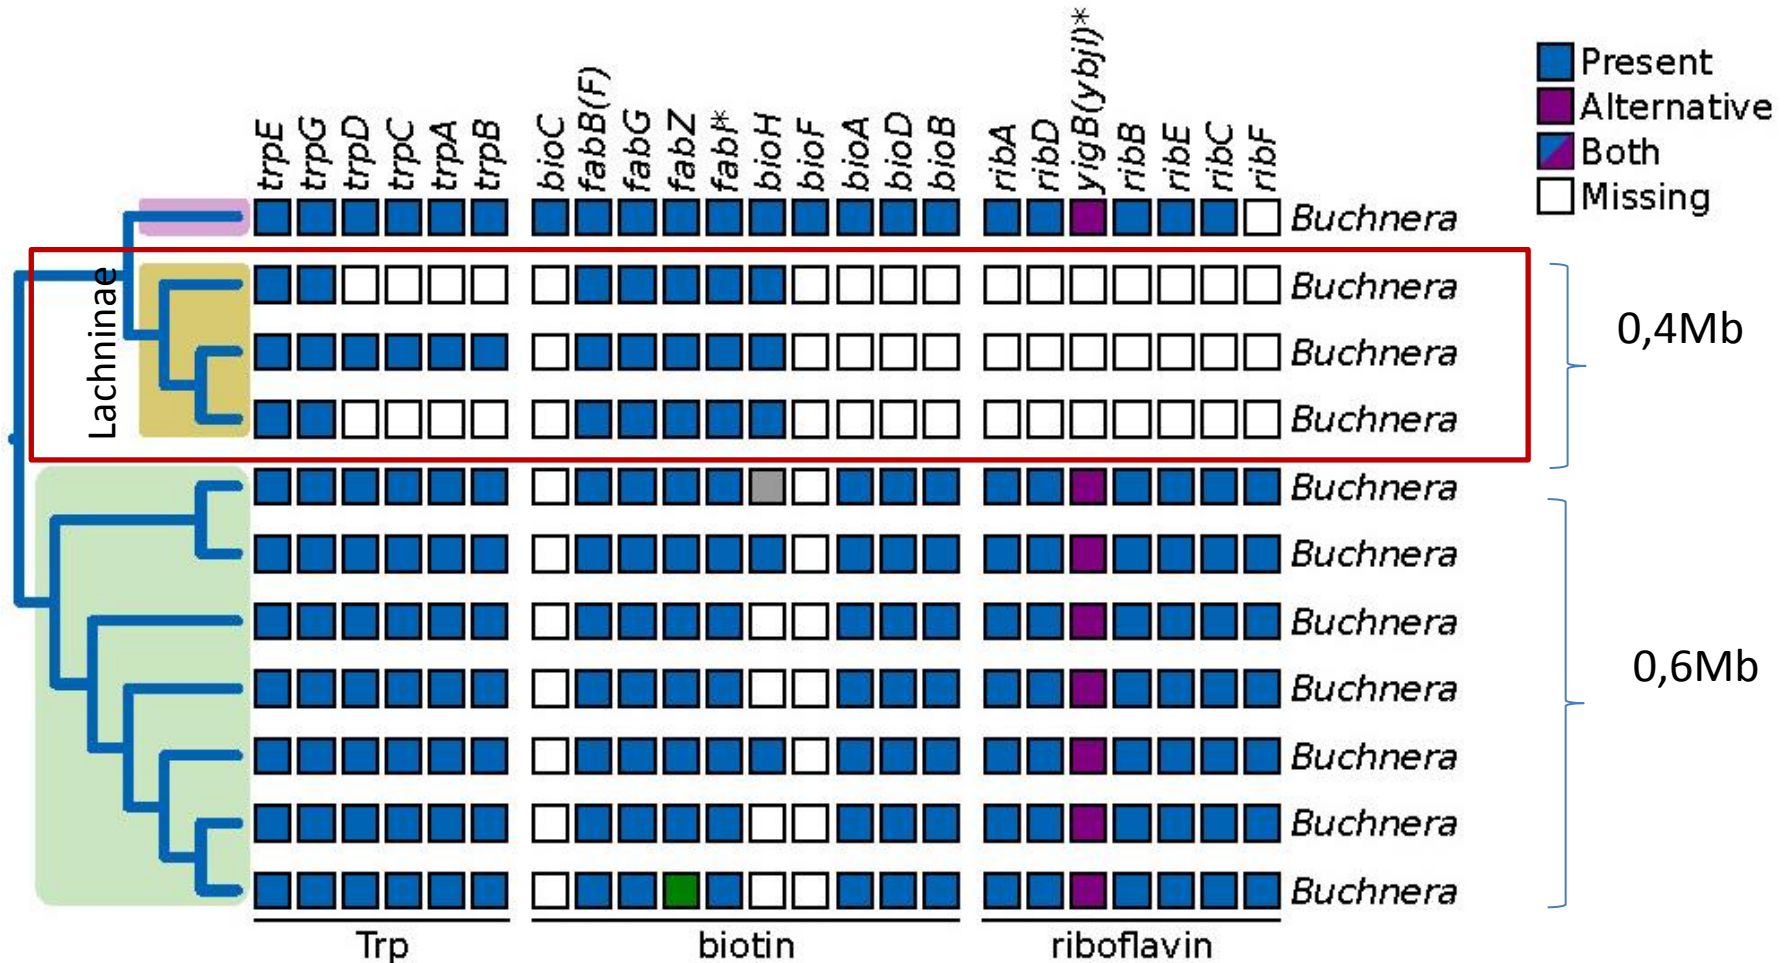 trpE trpG trpD trpC trpA trpB bioC fabB(F) fabG fabZ fabI* bioH bioF bioA bioD bioB ribA ribD yigB(ybjI)* ribB ribE ribC ribF
Present
Alternative
Both
Missing
Buchnera
Lachninae
Buchnera
Buchnera
Buchnera
0,4Mb
Buchnera
Buchnera
Buchnera
Buchnera
Buchnera
Buchnera
Buchnera
0,6Mb
Trp biotin riboflavin